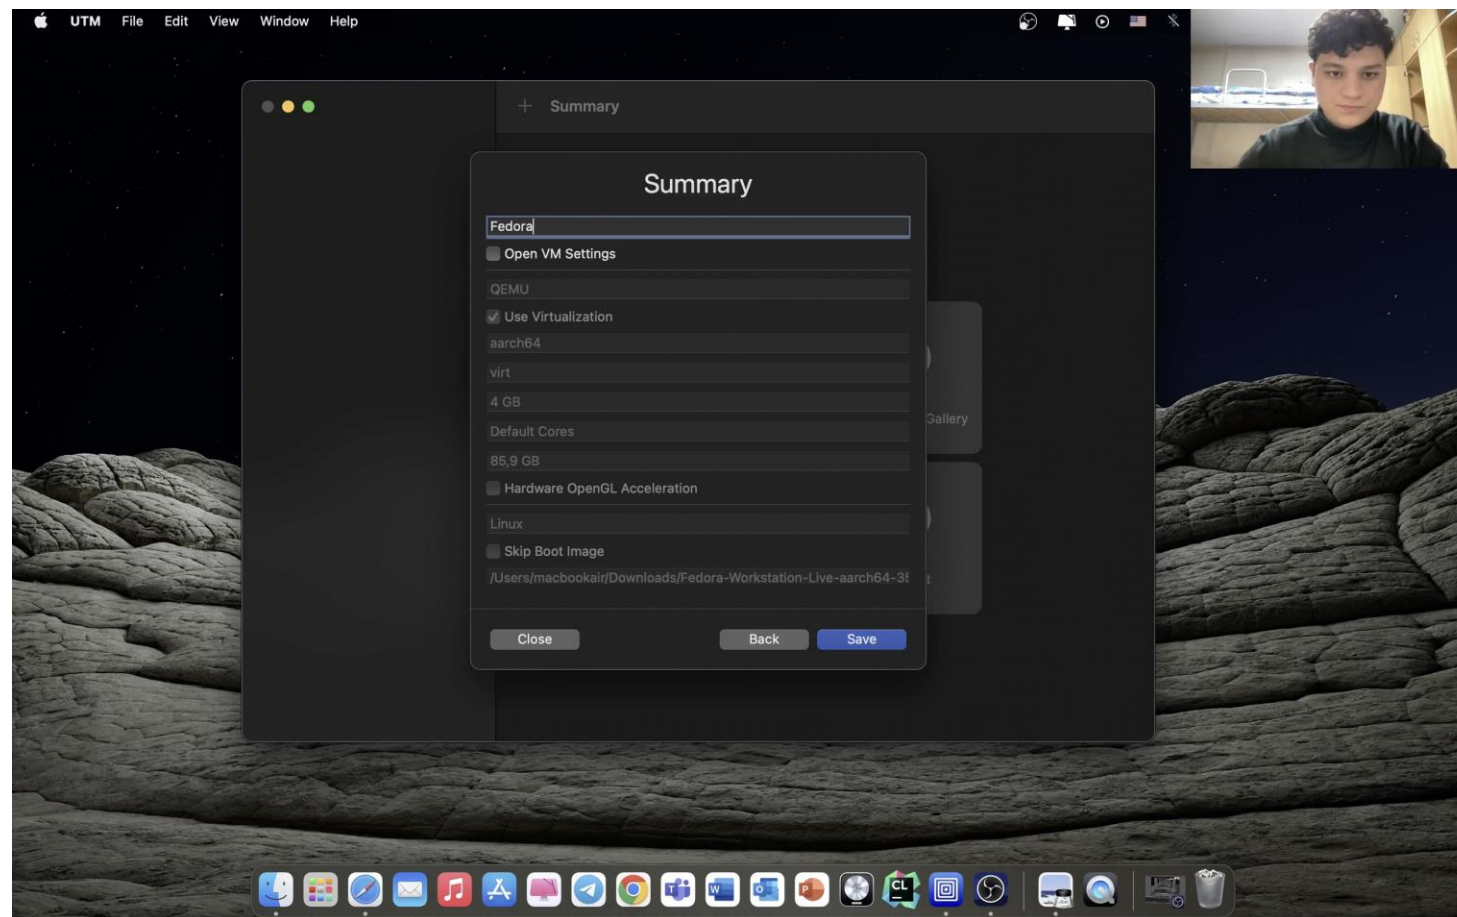 UTM File Edit View Window Help
Summary
Summary
Fedora
Open VM Settings
QEMU
Use Virtualization
aarch64
virt
4 GB
Gallery
Default Cores
85,9 GB
Hardware OpenGL Acceleration
Linux
Skip Boot Image
/Users/macbookair/Downloads/Fedora-Workstation-Live-aarch64-35
Close Back Save
CL